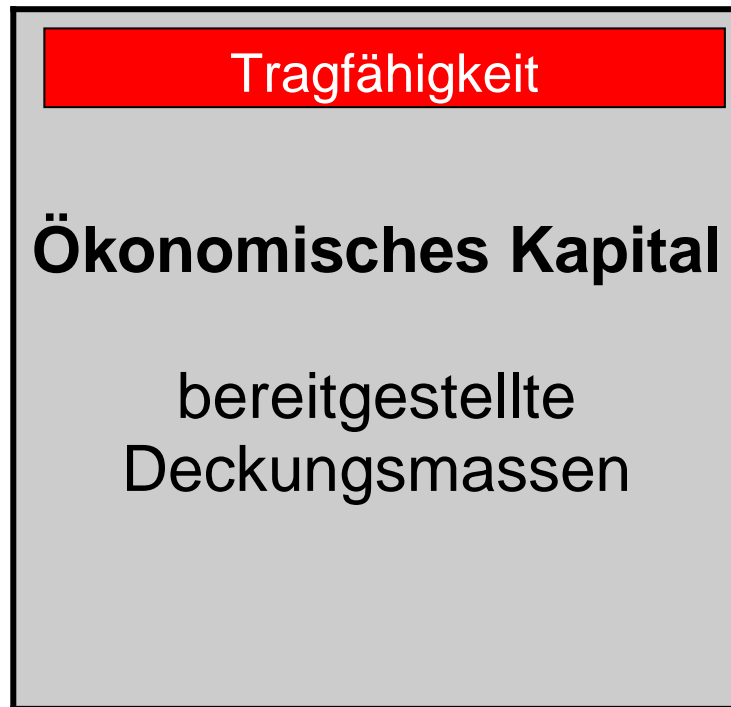 Tragfähigkeit
Ökonomisches Kapital
bereitgestellte
Deckungsmassen